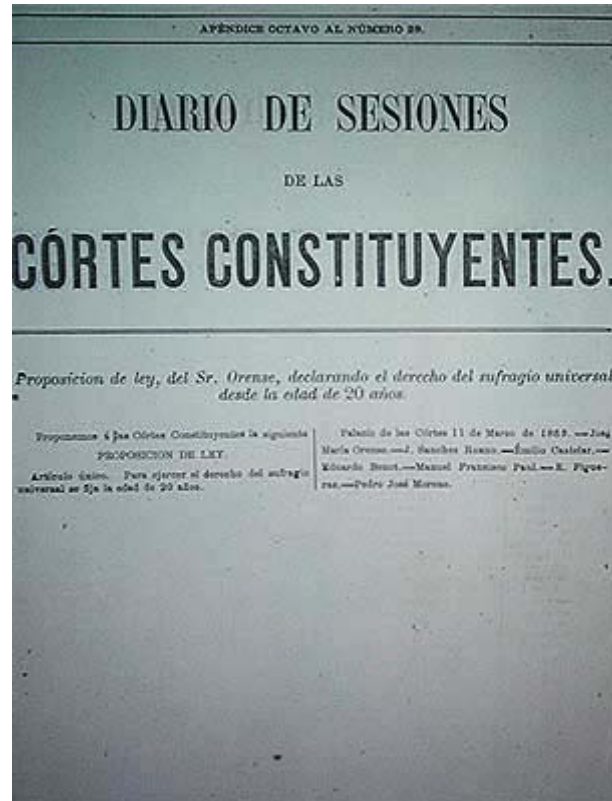 APÉNDICE OCTAVO AL NÚMERO 29.
DIARIO DE SESIONES
DE LAS
CÓRTES CONSTITUYENTES.
Proposicion de ley, del Sr. Orense, declarando el derecho del sufragio universal
desde la edad de 20 años.
Proponemos á las Córtes Constituyentes la siguiente
PROPOSICION DE LEY.
Artículo único. Para ejercer el derecho del sufragio
universal se fija la edad de 20 años.
Palacio de las Córtes 11 de Marzo de 1869.—José
María Orense.—J. Sanchez Ruano.—Émilio Castelar.—
Eduardo Benot.—Manuel Francisco Paul.—E. Figue-
ras.—Pedro José Moreno.